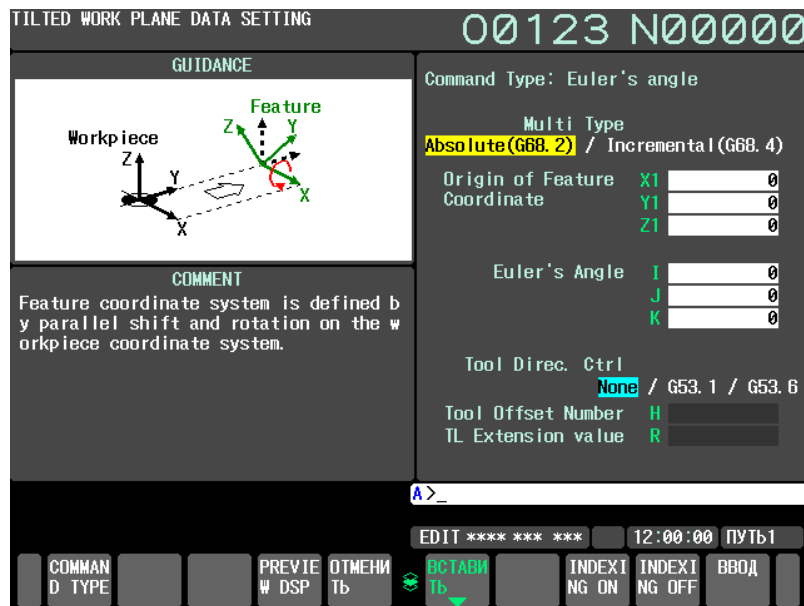 TILTED WORK PLANE DATA SETTING
O0123 N00000
GUIDANCE
Workpiece
Z
Y
X
Feature
Z
Y
X
COMMENT
Feature coordinate system is defined b
y parallel shift and rotation on the w
orkpiece coordinate system.
Command Type: Euler's angle
Multi Type
Absolute(G68.2) / Incremental(G68.4)
Origin of Feature X1 0
Coordinate Y1 0
Z1 0
Euler's Angle I 0
J 0
K 0
Tool Direc. Ctrl
None / G53.1 / G53.6
Tool Offset Number H
TL Extension value R
A>_
EDIT **** *** *** 12:00:00 ПУТЬ1
COMMAN PREVIE ОТМЕНИ ВСТАВИ INDEXI INDEXI ВВОД
D TYPE W DSP ТЬ ТЬ NG ON NG OFF